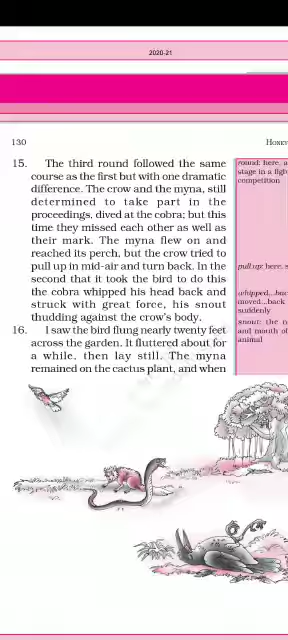 2020-21
130
HONEY
15. The third round followed the same
course as the first but with one dramatic
difference. The crow and the myna, still
determined to take part in the
proceedings, dived at the cobra; but this
time they missed each other as well as
their mark. The myna flew on and
reached its perch, but the crow tried to
pull up in mid-air and turn back. In the
second that it took the bird to do this
the cobra whipped his head back and
struck with great force, his snout
thudding against the crow's body.
16. I saw the bird flung nearly twenty feet
across the garden. It fluttered about for
a while, then lay still. The myna
remained on the cactus plant, and when
round: here, a
stage in a figh
competition
pull up: here, s
whipped...bac
moved...back
suddenly
snout: the n
and mouth of
animal